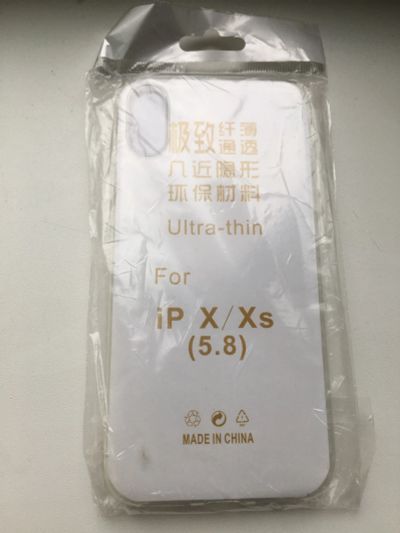 极致纤薄
通透
几近隐形
环保材料
Ultra-thin
For
iP X/Xs
(5.8)
MADE IN CHINA